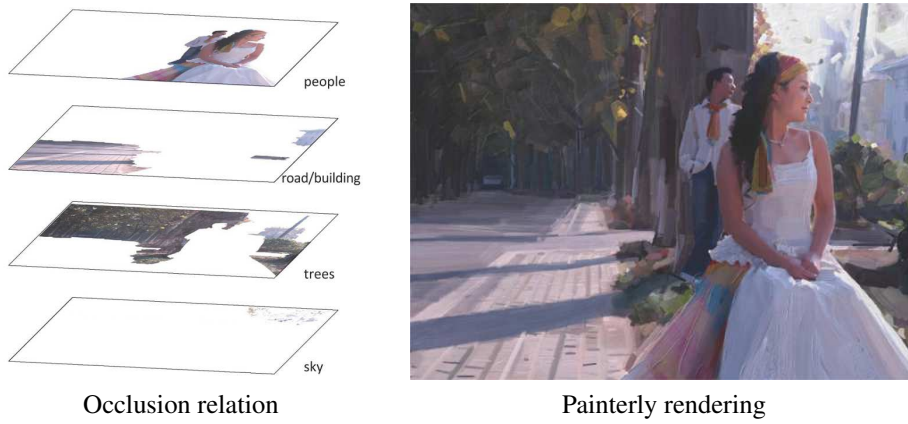 people
road/building
trees
sky
Occlusion relation
Painterly rendering